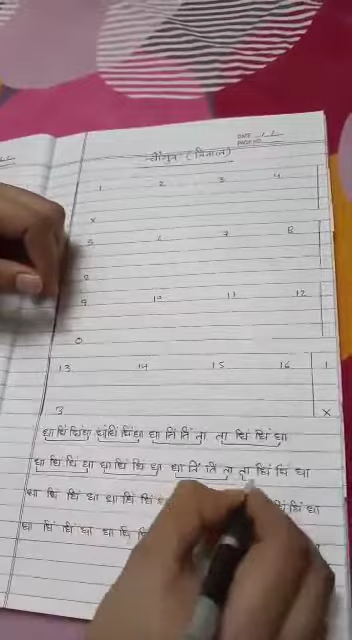 DATE
PAGE NO.
चौगुन (तिनताल)
1 2 3 4
x
5 6 7 8
2
9 10 11 12
0
13 14 15 16 1
3 x
धा धिं धिं धा धा धिं धिं धा धा तिं तिं ता ता धिं धिं धा
धा धिं धिं धा धा धिं धिं धा धा तिं तिं ता ता धिं धिं धा
धा धिं धिं धा धा धिं धिं धिं धिं धा
धा धिं धिं धा धा धिं